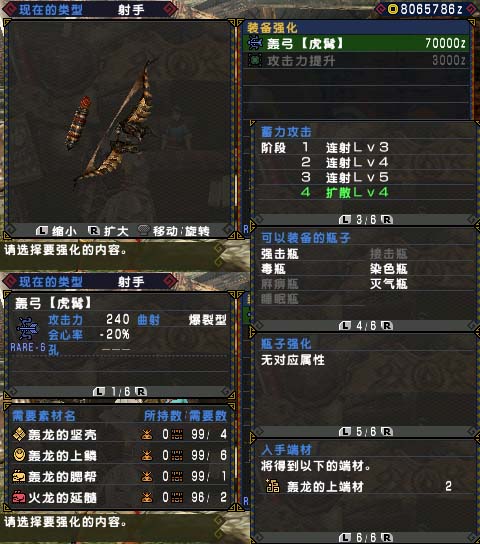 现在的类型 射手
8065786z
装备强化
轰弓【虎髯】 70000z
攻击力提升 3000z
L 缩小 R 扩大 移动/旋转
请选择要强化的内容。
蓄力攻击
阶段 1 连射Lv3
2 连射Lv4
3 连射Lv5
4 扩散Lv4
L 3/6 R
可以装备的瓶子
强击瓶 接击瓶
毒瓶 染色瓶
麻痹瓶 灭气瓶
睡眠瓶
L 4/6 R
瓶子强化
无对应属性
L 5/6 R
入手端材
将得到以下的端材。
轰龙的上端材 2
L 6/6 R
现在的类型 射手
轰弓【虎髯】
攻击力 240 曲射 爆裂型
会心率 -20%
RARE-6 孔 ---
L 1/6 R
需要素材名 所持数/需要数
轰龙的坚壳 0 99/ 4
轰龙的上鳞 0 99/ 6
轰龙的腮帮 0 99/ 1
火龙的延髓 0 96/ 2
请选择要强化的内容。